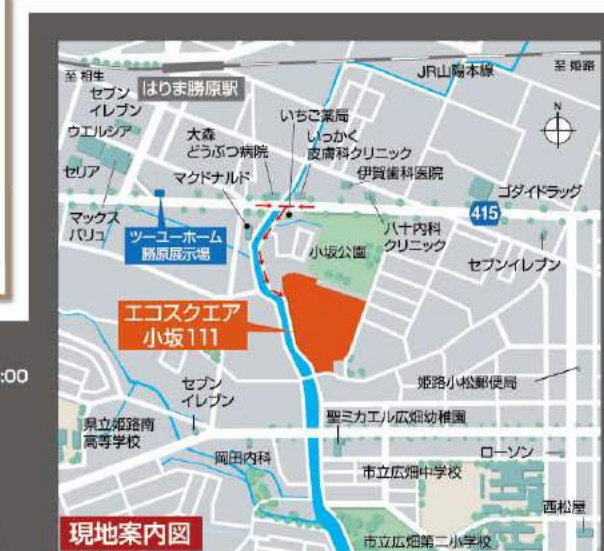 至 相生
はりま勝原駅
JR山陽本線
至 姫路
セブン
イレブン
ウエルシア
セリア
マックス
バリュ
大森
どうぶつ病院
マクドナルド
いちご薬局
いっかく
皮膚科クリニック
伊賀歯科医院
N
ゴダイドラッグ
415
ツーユーホーム
勝原展示場
八十内科
クリニック
小坂公園
セブンイレブン
エコスクエア
小坂111
:00
セブン
イレブン
姫路小松郵便局
県立姫路南
高等学校
聖ミカエル広畑幼稚園
岡田内科
ローソン
市立広畑中学校
西松屋
現地案内図
市立広畑第二小学校